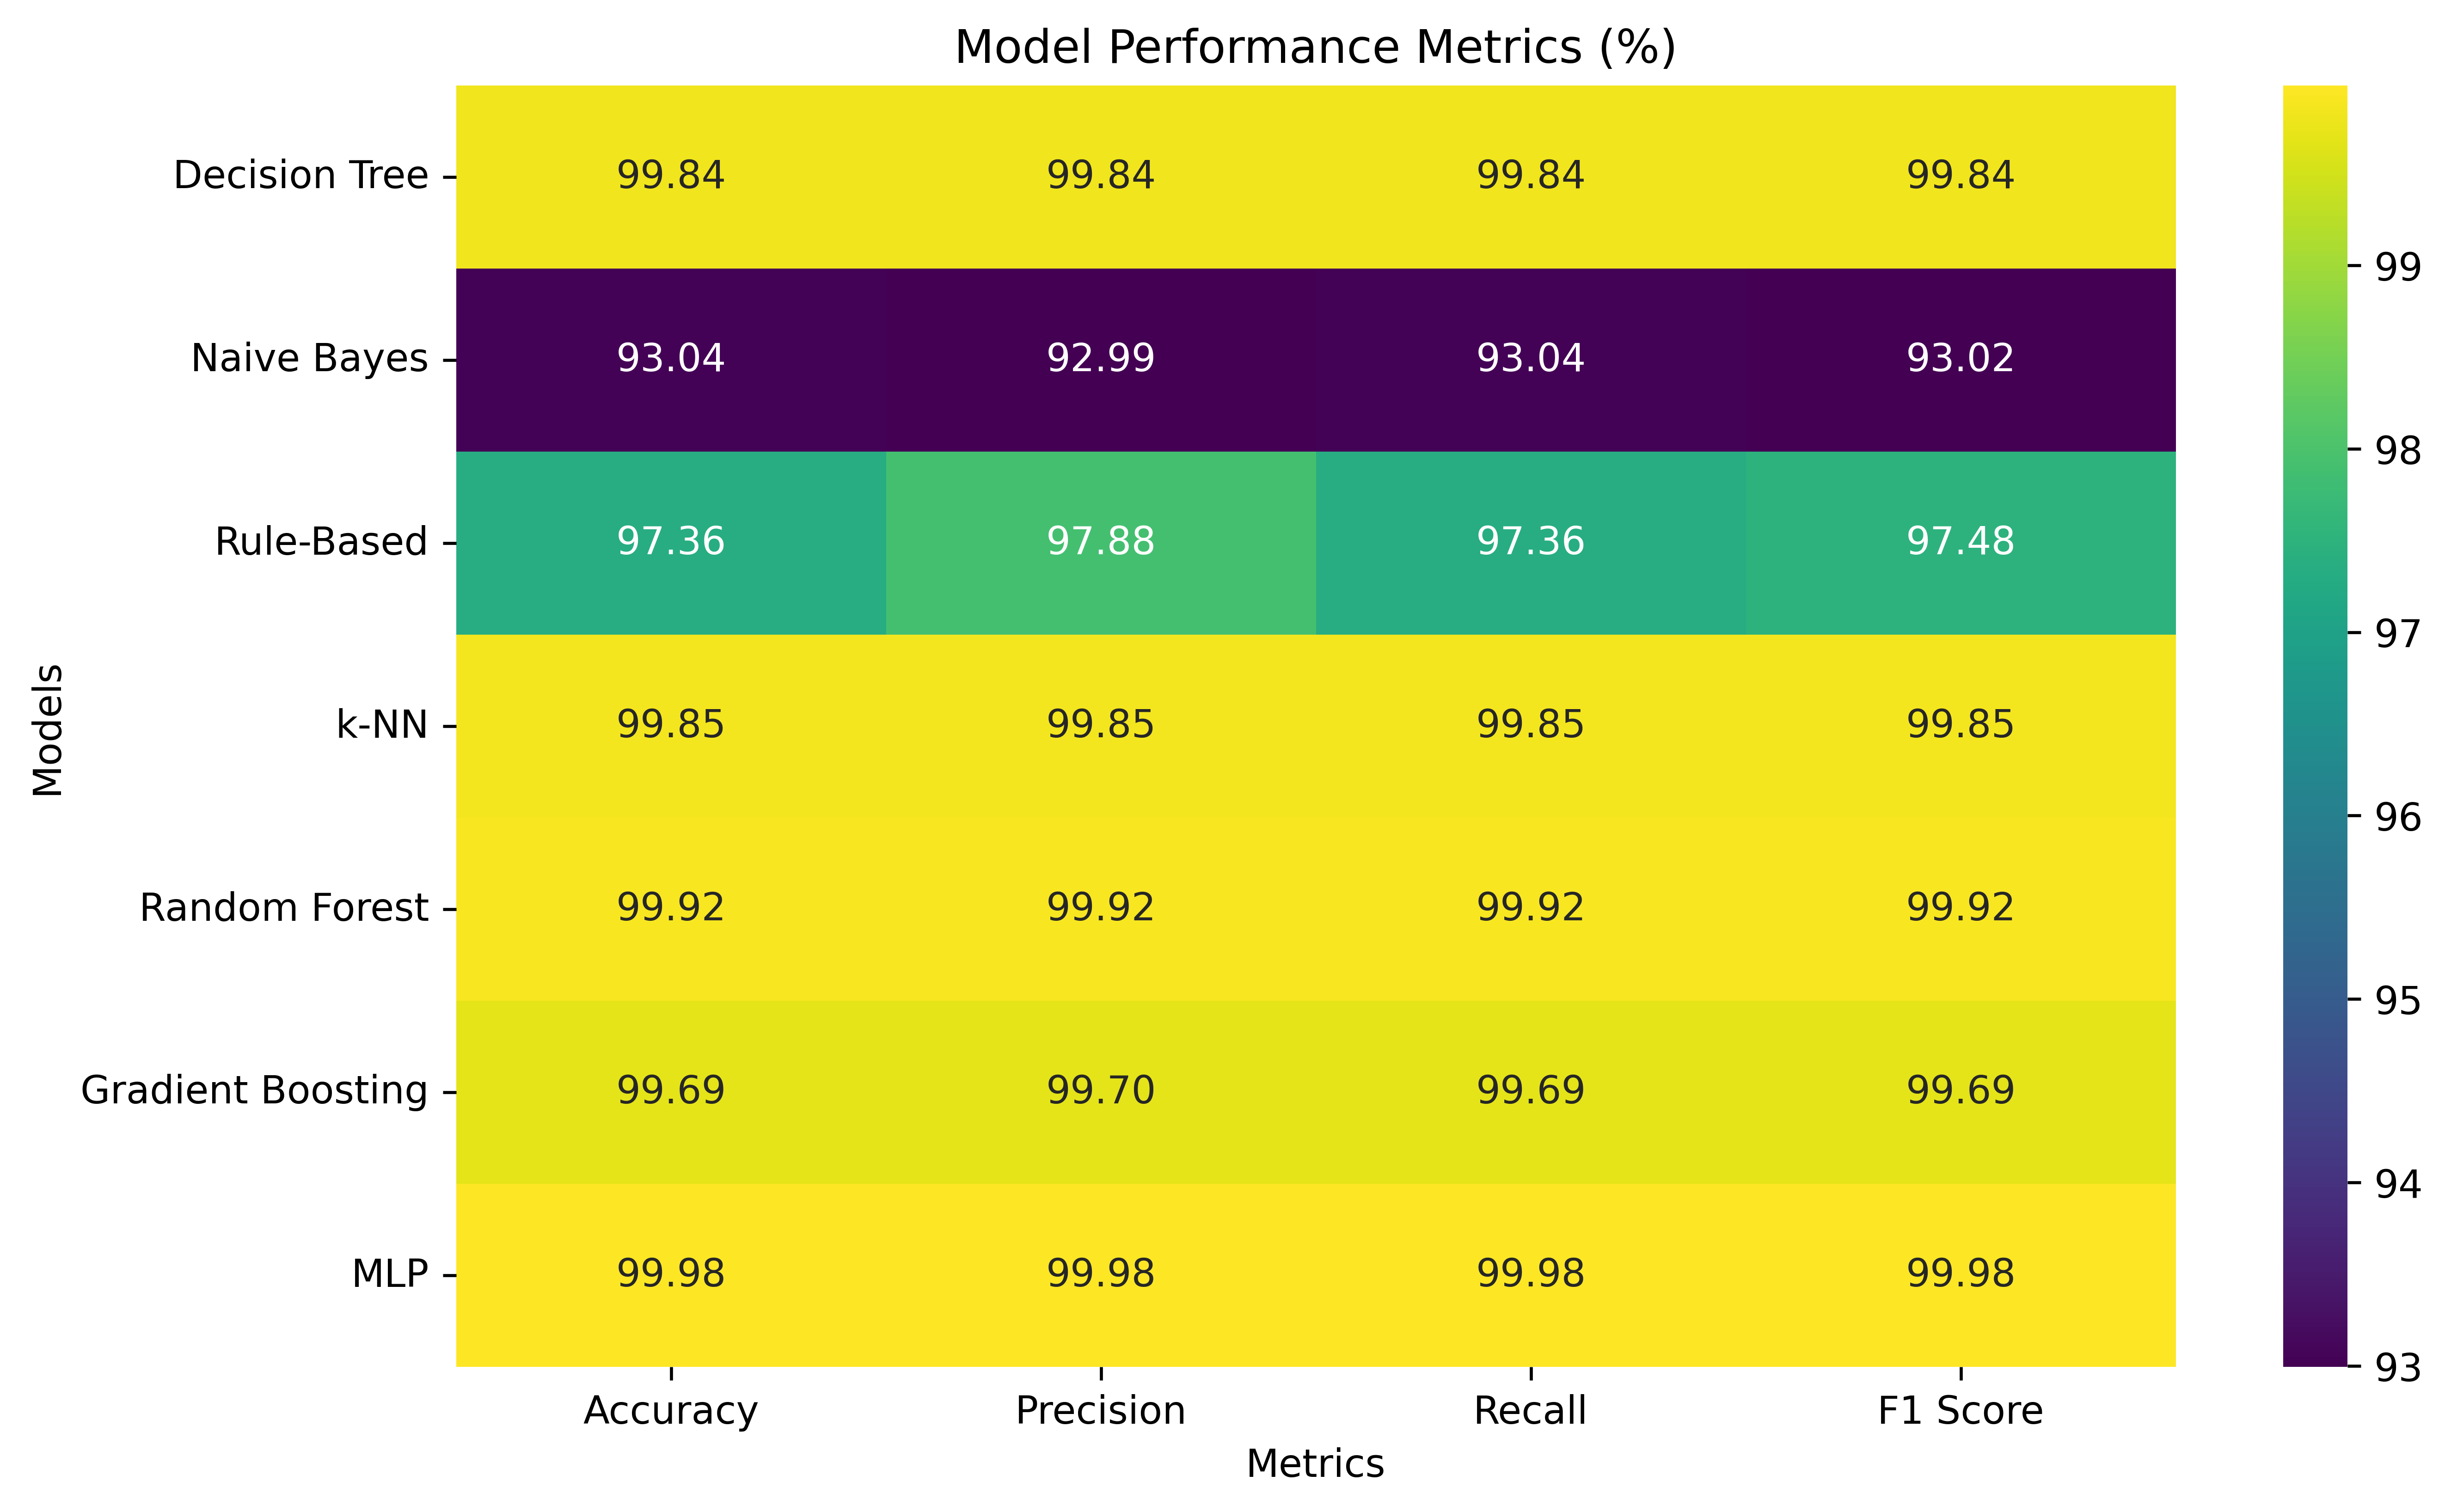 Model Performance Metrics (%)
Decision Tree 99.84 99.84 99.84 99.84
Naive Bayes 93.04 92.99 93.04 93.02
Rule-Based 97.36 97.88 97.36 97.48
k-NN 99.85 99.85 99.85 99.85
Random Forest 99.92 99.92 99.92 99.92
Gradient Boosting 99.69 99.70 99.69 99.69
MLP 99.98 99.98 99.98 99.98
Models
Accuracy Precision Recall F1 Score
Metrics
99
98
97
96
95
94
93